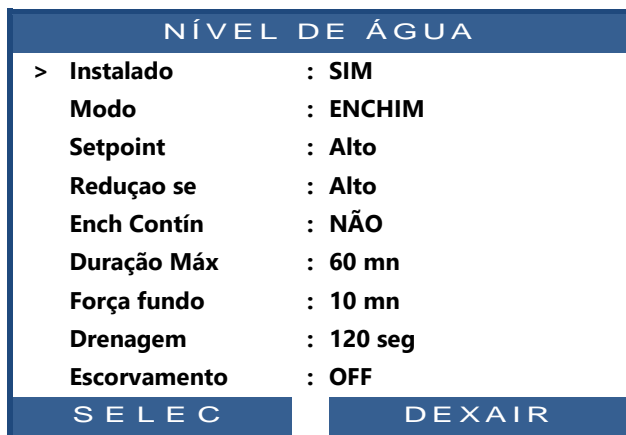 NÍVEL DE ÁGUA
> Instalado : SIM
Modo : ENCHIM
Setpoint : Alto
Reduçao se : Alto
Ench Contín : NÃO
Duração Máx : 60 mn
Força fundo : 10 mn
Drenagem : 120 seg
Escorvamento : OFF
SELEC DEXAIR